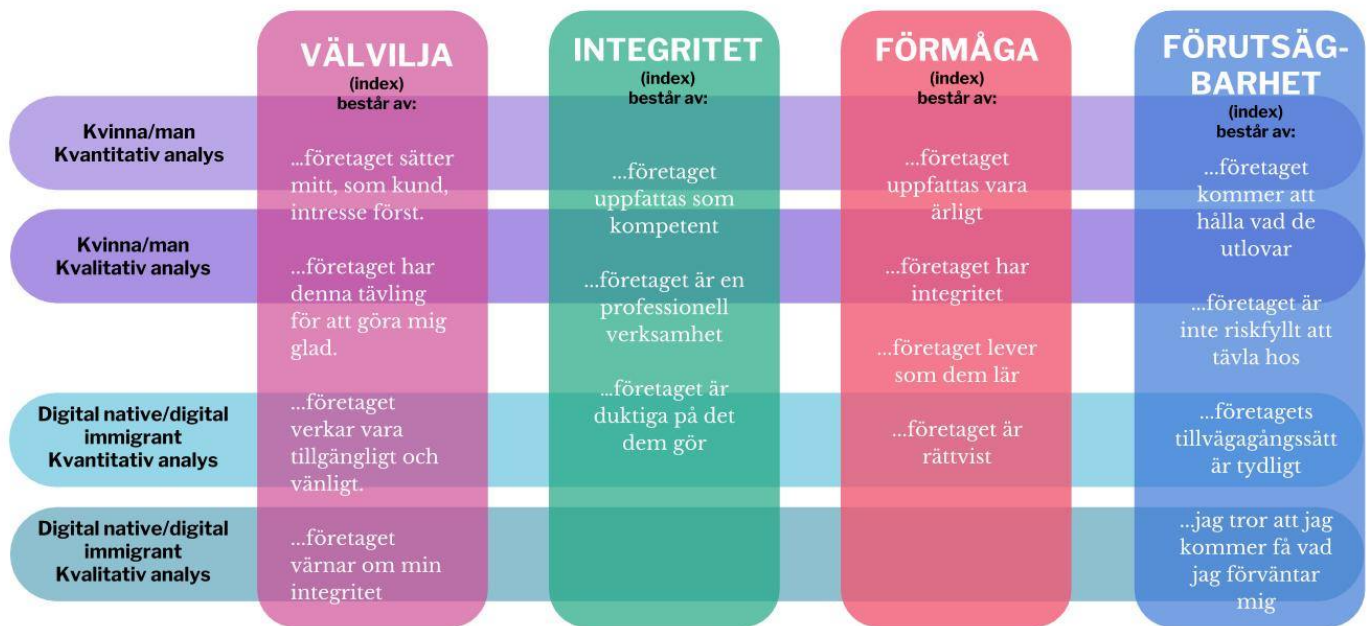 VÄLVILJA
(index)
består av:
…företaget sätter
mitt, som kund,
intresse först.
...företaget har
denna tävling
för att göra mig
glad.
...företaget
verkar vara
tillgängligt och
vänligt.
...företaget
värnar om min
integritet
INTEGRITET
(index)
består av:
...företaget
uppfattas som
kompetent
...företaget är en
professionell
verksamhet
...företaget är
duktiga på det
dem gör
FÖRMÅGA
(index)
består av:
...företaget
uppfattas vara
ärligt
...företaget har
integritet
...företaget lever
som dem lär
...företaget är
rättvist
FÖRUTSÄG-
BARHET
(index)
består av:
...företaget
kommer att
hålla vad de
utlovar
...företaget är
inte riskfyllt att
tävla hos
...företagets
tillvägagångssätt
är tydligt
...jag tror att jag
kommer få vad
jag förväntar
mig
Kvinna/man
Kvantitativ analys
Kvinna/man
Kvalitativ analys
Digital native/digital
immigrant
Kvantitativ analys
Digital native/digital
immigrant
Kvalitativ analys